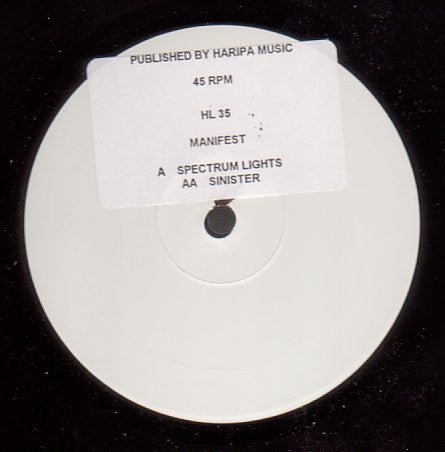 PUBLISHED BY HARIPA MUSIC
45 RPM
HL 35
MANIFEST
A SPECTRUM LIGHTS
AA SINISTER